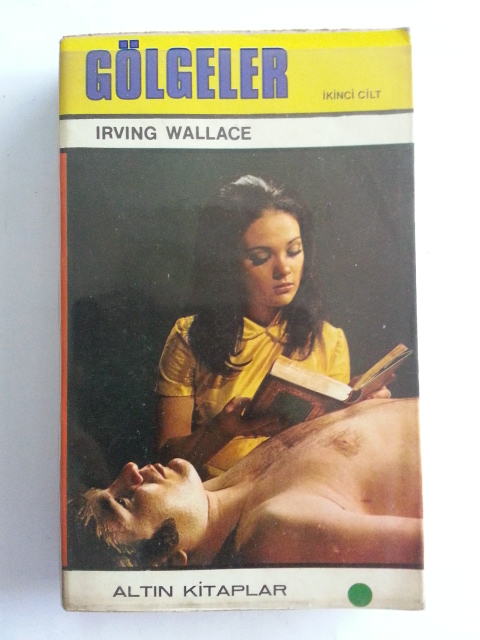 GÖLGELER
İKİNCİ CİLT
IRVING WALLACE
ALTIN KİTAPLAR